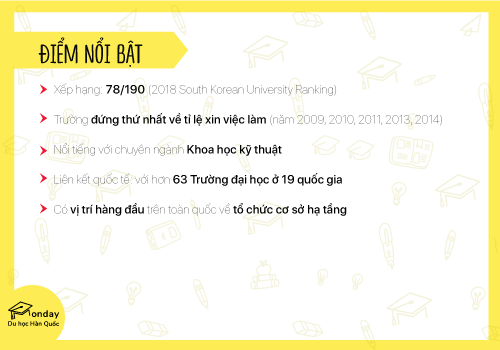 ĐIỂM NỔI BẬT
Xếp hạng: 78/190 (2018 South Korean University Ranking)
Trường đứng thứ nhất về tỉ lệ xin việc làm (năm 2009, 2010, 2011, 2013, 2014)
Nổi tiếng với chuyên ngành Khoa học kỹ thuật
Liên kết quốc tế: với hơn 63 Trường đại học ở 19 quốc gia
Có vị trí hàng đầu trên toàn quốc về tổ chức cơ sở hạ tầng
Monday
Du học Hàn Quốc